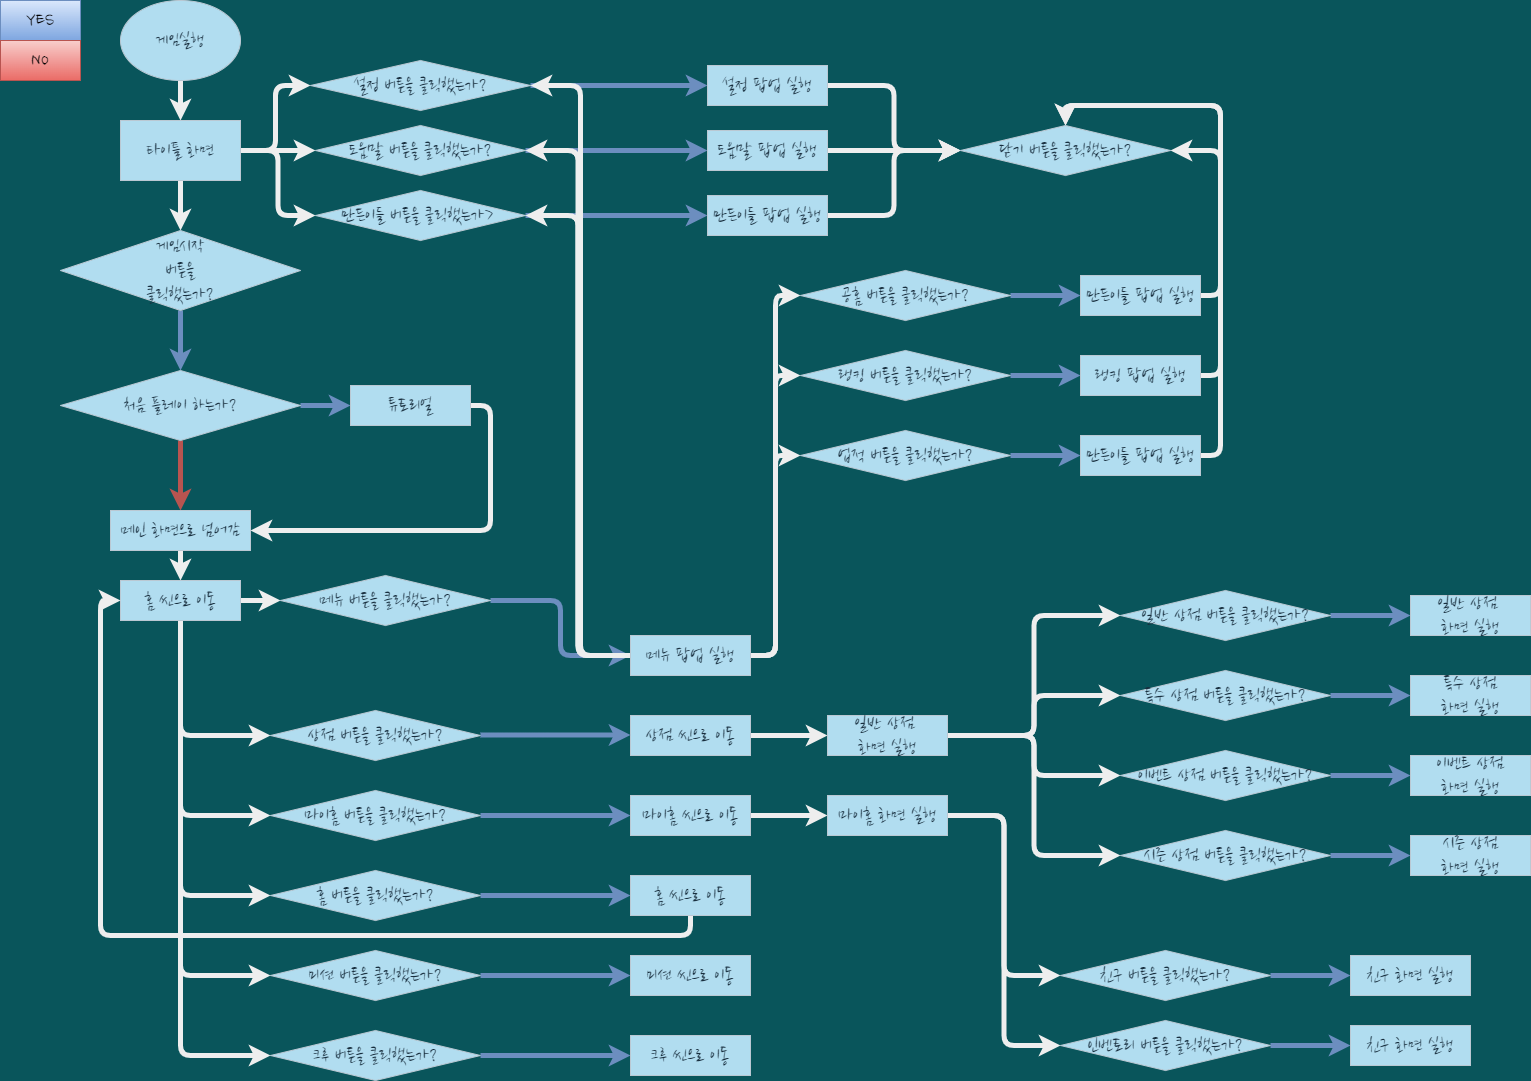 YES
NO
게임실행
설정 버튼을 클릭했는가?
설정 팝업 실행
타이틀 화면
도움말 버튼을 클릭했는가?
도움말 팝업 실행
닫기 버튼을 클릭했는가?
만든이들 버튼을 클릭했는가>
만든이들 팝업 실행
게임시작
버튼을
클릭했는가?
공홈 버튼을 클릭했는가?
만든이들 팝업 실행
랭킹 버튼을 클릭했는가?
랭킹 팝업 실행
처음 플레이 하는가?
튜토리얼
업적 버튼을 클릭했는가?
만든이들 팝업 실행
메인 화면으로 넘어감
홈 씬으로 이동
메뉴 버튼을 클릭했는가?
메뉴 팝업 실행
일반 상점 버튼을 클릭했는가?
일반 상점
화면 실행
특수 상점 버튼을 클릭했는가?
특수 상점
화면 실행
상점 버튼을 클릭했는가?
상점 씬으로 이동
일반 상점
화면 실행
이벤트 상점 버튼을 클릭했는가?
이벤트 상점
화면 실행
마이홈 버튼을 클릭했는가?
마이홈 씬으로 이동
마이홈 화면 실행
시즌 상점 버튼을 클릭했는가?
시즌 상점
화면 실행
홈 버튼을 클릭했는가?
홈 씬으로 이동
미션 버튼을 클릭했는가?
미션 씬으로 이동
친구 버튼을 클릭했는가?
친구 화면 실행
크루 버튼을 클릭했는가?
크루 씬으로 이동
인벤토리 버튼을 클릭했는가?
친구 화면 실행